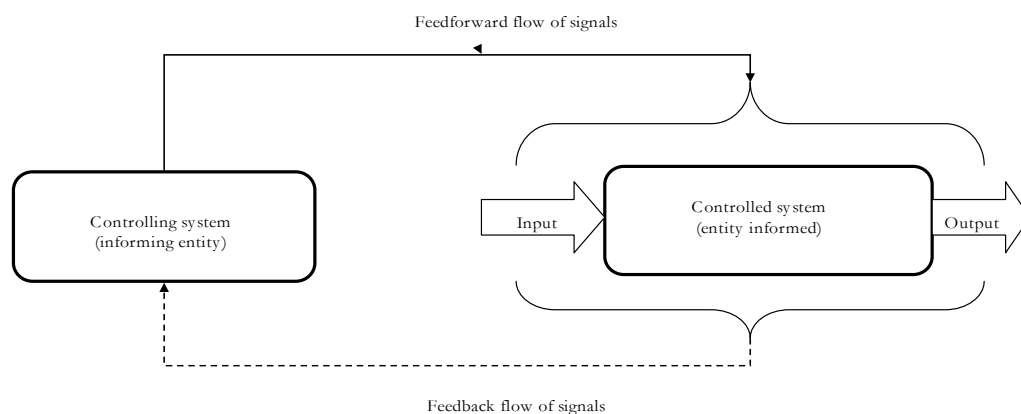 Feedforward flow of signals
Controlling system
(informing entity)
Input
Controlled system
(entity informed)
Output
Feedback flow of signals